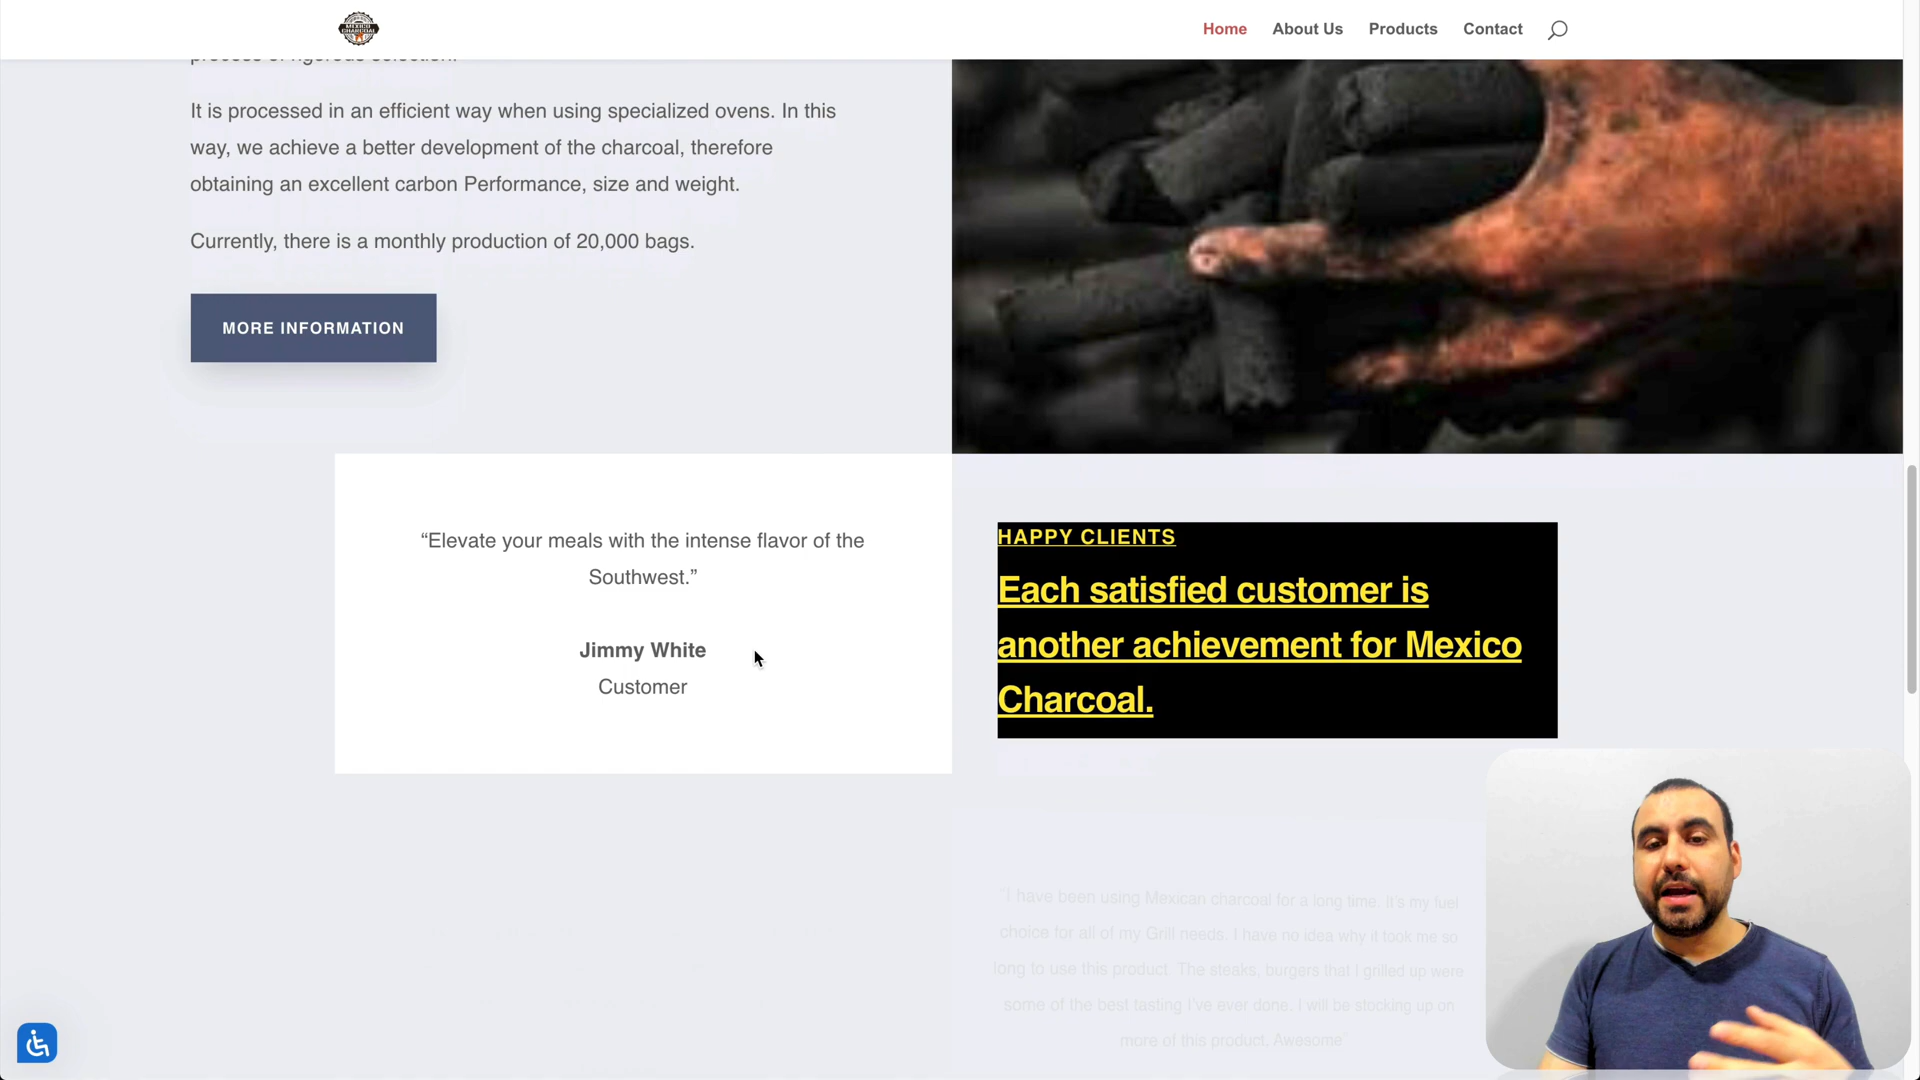 MEXICO
CHARCOAL
Home
About Us
Products
Contact
process of rigorous selection.
It is processed in an efficient way when using specialized ovens. In this
way, we achieve a better development of the charcoal, therefore
obtaining an excellent carbon Performance, size and weight.
Currently, there is a monthly production of 20,000 bags.
MORE INFORMATION
“Elevate your meals with the intense flavor of the
Southwest.”
Jimmy White
Customer
HAPPY CLIENTS
Each satisfied customer is
another achievement for Mexico
Charcoal.
“I have been using Mexican charcoal for a long time. It’s my fuel
choice for all of my Grill needs. I have no idea why it took me so
long to use this product. The steaks, burgers that I grilled up were
some of the best tasting I’ve ever done. I will be stocking up on
more of this product, Awesome”